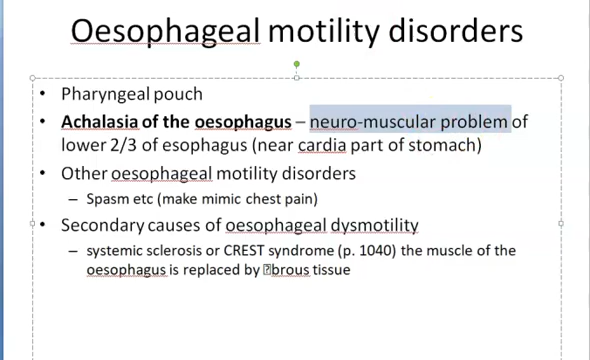 Oesophageal motility disorders
• Pharyngeal pouch
• Achalasia of the oesophagus – neuro-muscular problem of
lower 2/3 of esophagus (near cardia part of stomach)
• Other oesophageal motility disorders
– Spasm etc (make mimic chest pain)
• Secondary causes of oesophageal dysmotility
– systemic sclerosis or CREST syndrome (p. 1040) the muscle of the
oesophagus is replaced by �brous tissue